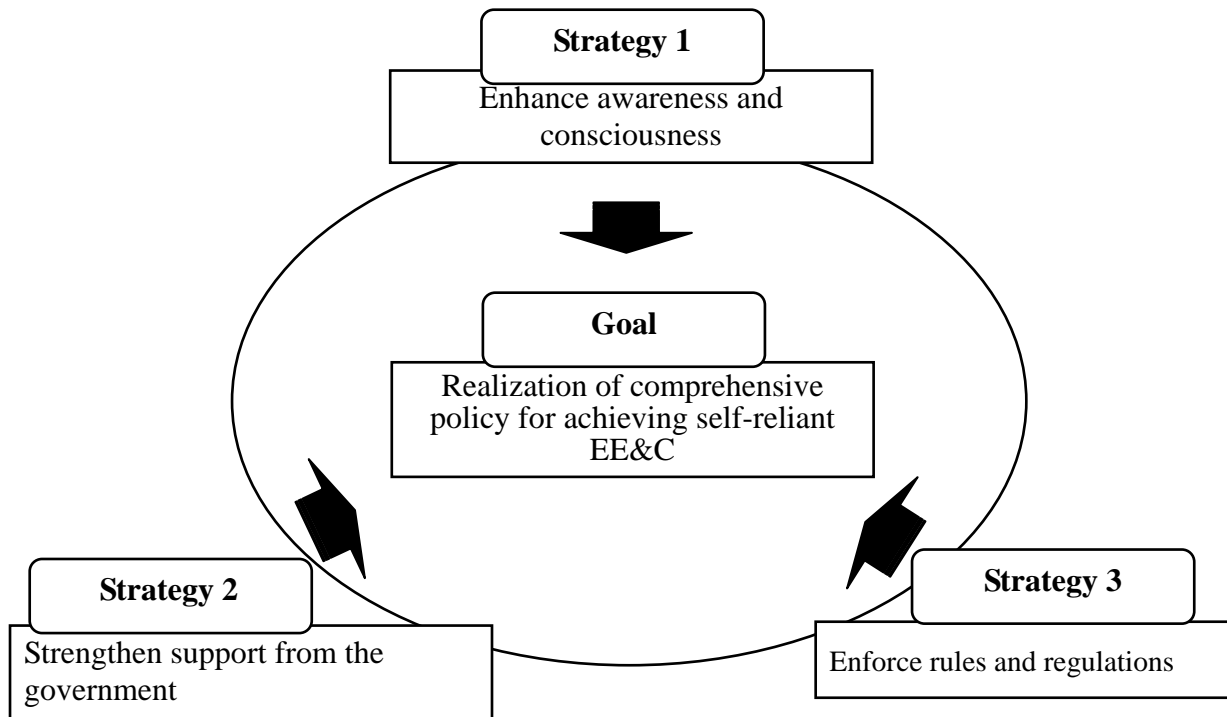 Strategy 1
Enhance awareness and
consciousness
Goal
Realization of comprehensive
policy for achieving self-reliant
EE&C
Strategy 2
Strengthen support from the
government
Strategy 3
Enforce rules and regulations